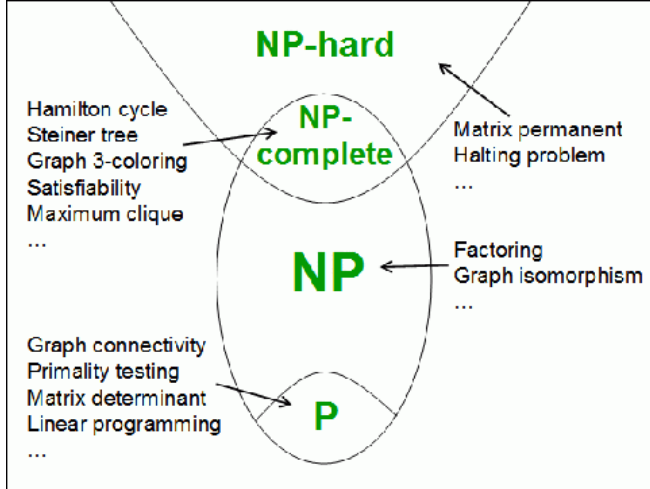 NP-hard
Hamilton cycle
Steiner tree
Graph 3-coloring
Satisfiability
Maximum clique
...
NP-
complete
Matrix permanent
Halting problem
...
NP
Factoring
Graph isomorphism
...
Graph connectivity
Primality testing
Matrix determinant
Linear programming
...
P